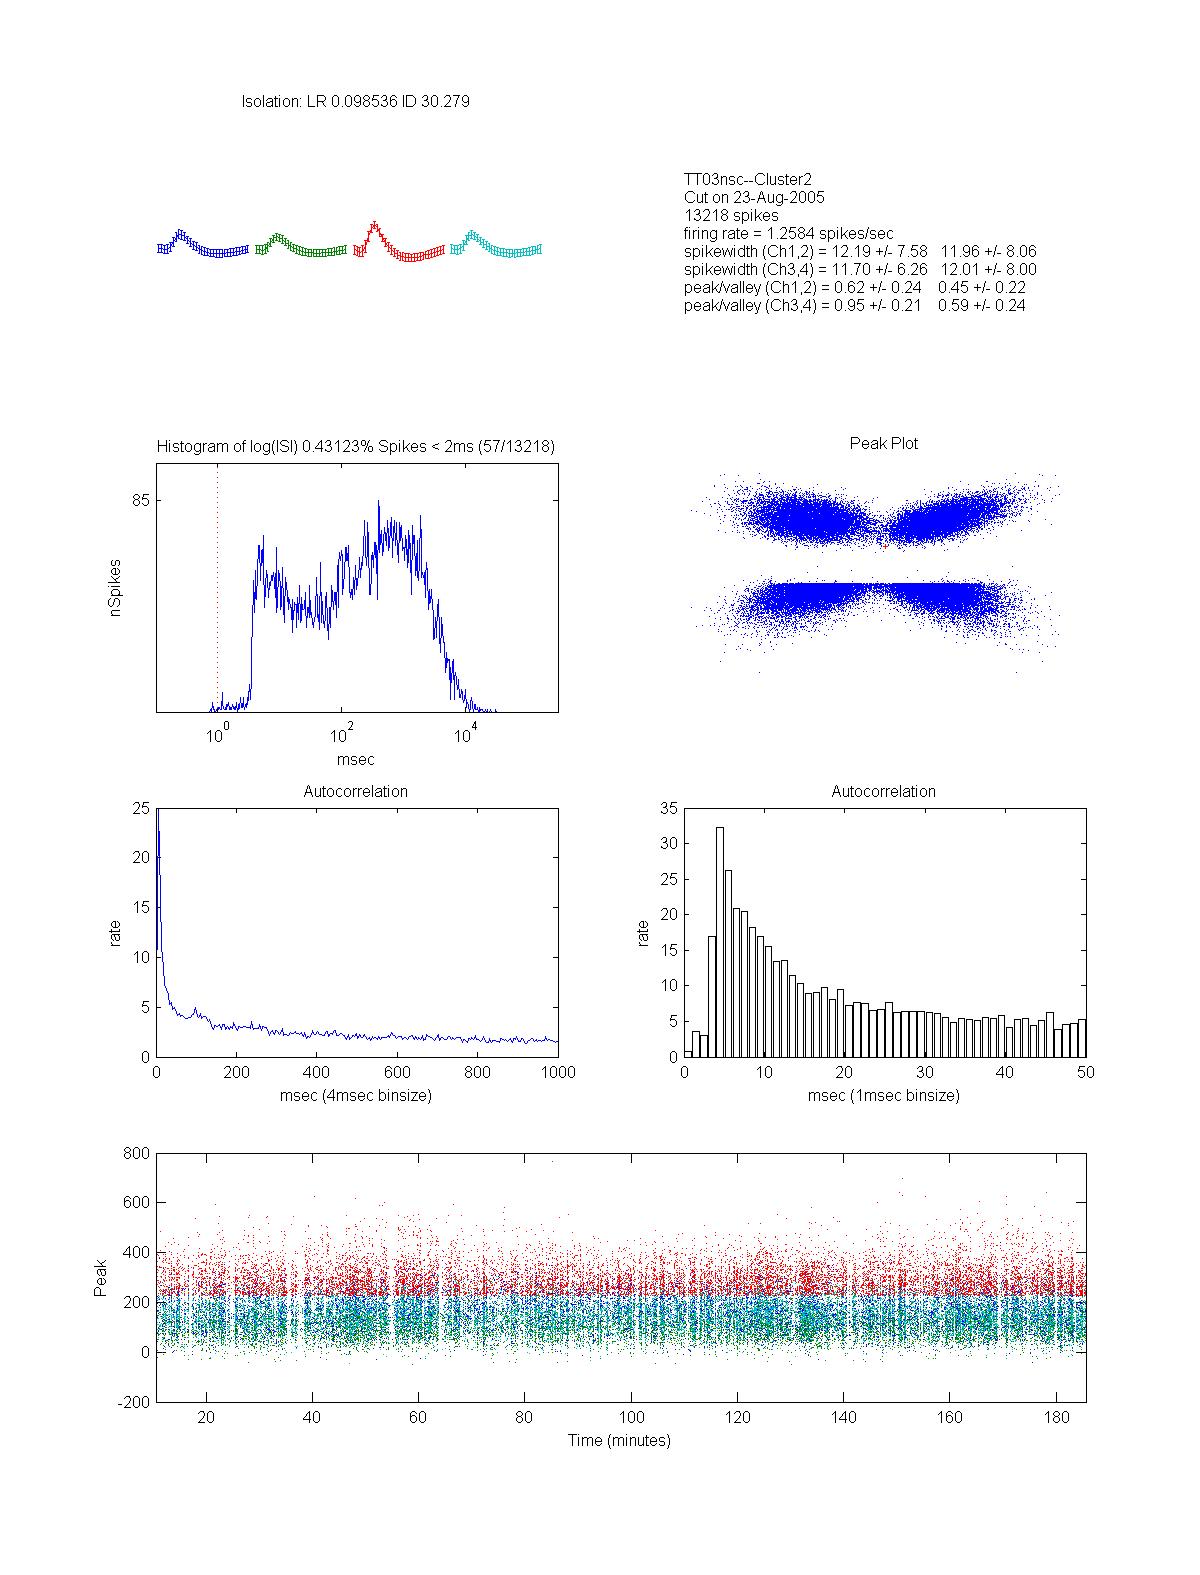 Isolation: LR 0.098536 ID 30.279
TT03nsc--Cluster2
Cut on 23-Aug-2005
13218 spikes
firing rate = 1.2584 spikes/sec
spikewidth (Ch1,2) = 12.19 +/- 7.58 11.96 +/- 8.06
spikewidth (Ch3,4) = 11.70 +/- 6.26 12.01 +/- 8.00
peak/valley (Ch1,2) = 0.62 +/- 0.24 0.45 +/- 0.22
peak/valley (Ch3,4) = 0.95 +/- 0.21 0.59 +/- 0.24
Histogram of log(ISI) 0.43123% Spikes < 2ms (57/13218)
85
nSpikes
10^0 10^2 10^4
msec
Peak Plot
Autocorrelation
25
20
15
10
5
0
rate
0 200 400 600 800 1000
msec (4msec binsize)
Autocorrelation
35
30
25
20
15
10
5
0
rate
0 10 20 30 40 50
msec (1msec binsize)
800
600
400
200
0
-200
Peak
20 40 60 80 100 120 140 160 180
Time (minutes)